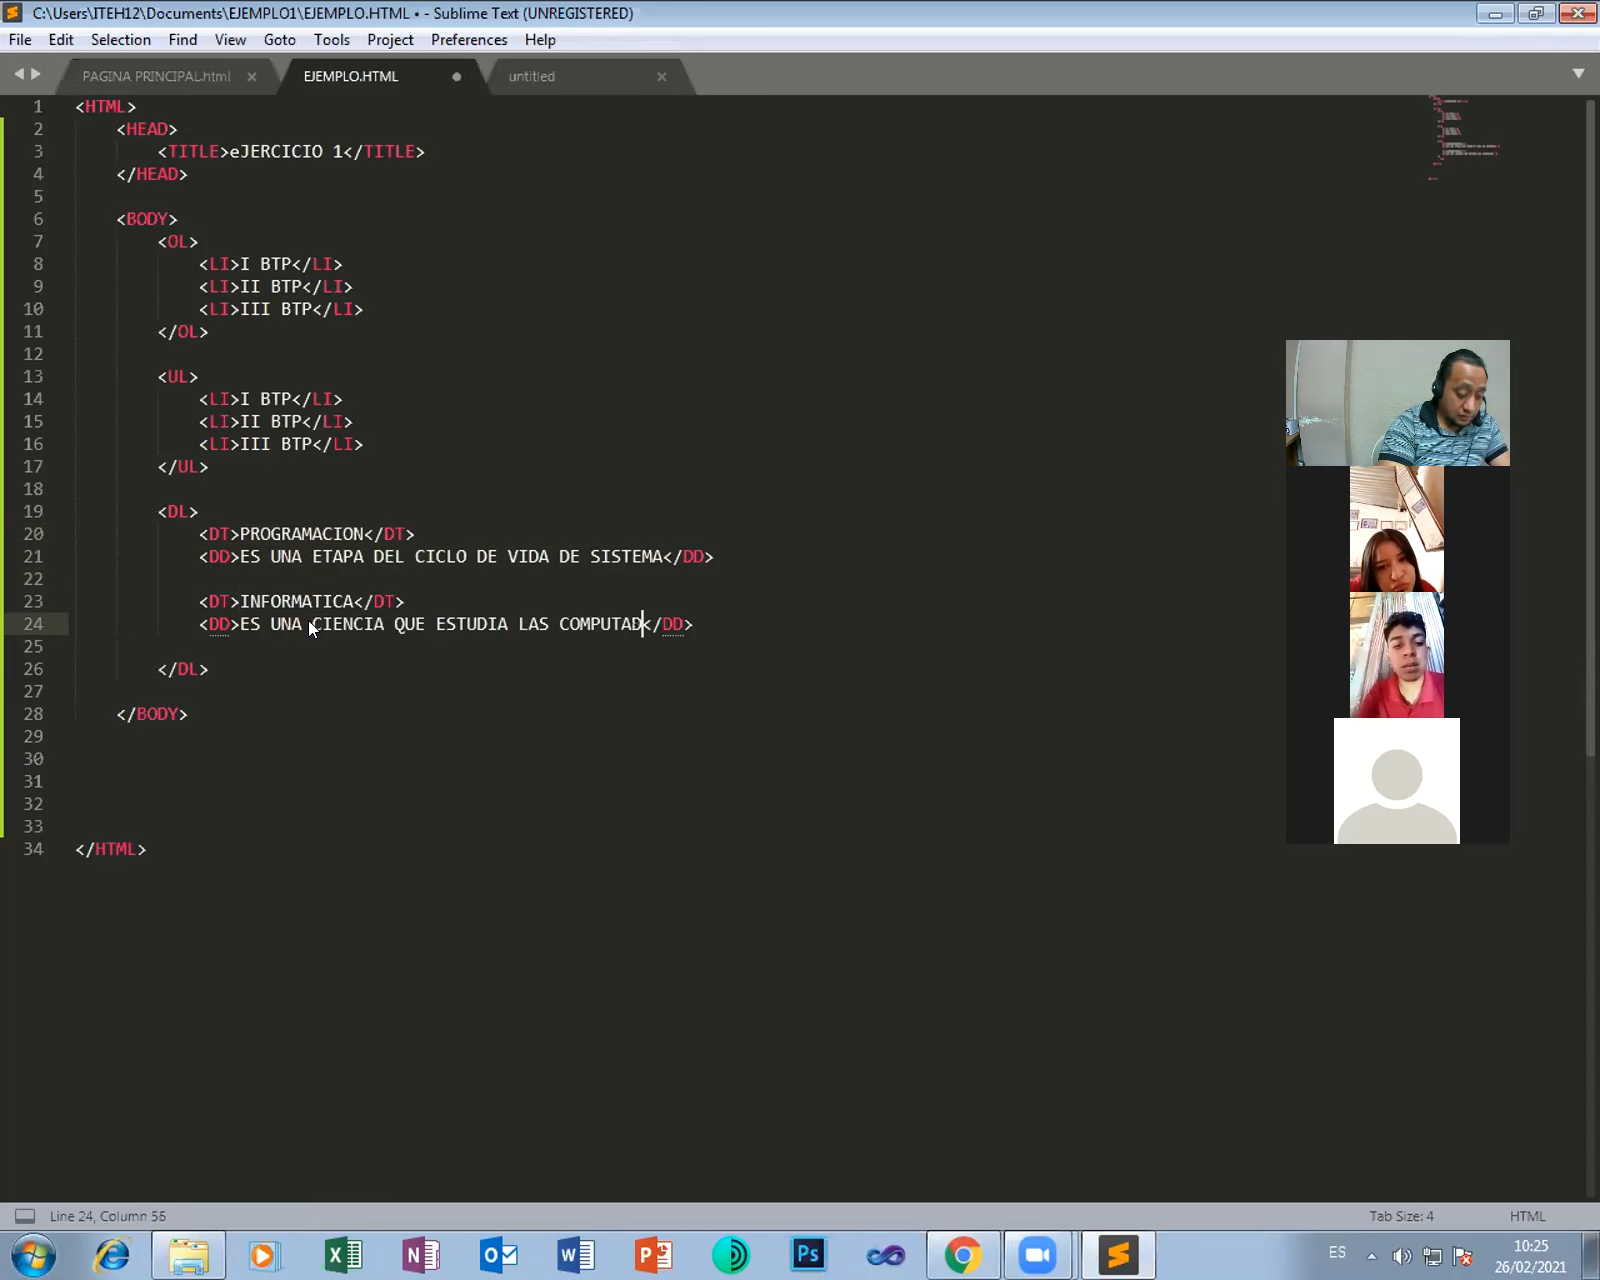 C:\Users\ITEH12\Documents\EJEMPLO1\EJEMPLO.HTML • - Sublime Text (UNREGISTERED)
File Edit Selection Find View Goto Tools Project Preferences Help
PAGINA PRINCIPAL.html × EJEMPLO.HTML untitled ×
1 <HTML>
2 <HEAD>
3 <TITLE>eJERCICIO 1</TITLE>
4 </HEAD>
5
6 <BODY>
7 <OL>
8 <LI>I BTP</LI>
9 <LI>II BTP</LI>
10 <LI>III BTP</LI>
11 </OL>
12
13 <UL>
14 <LI>I BTP</LI>
15 <LI>II BTP</LI>
16 <LI>III BTP</LI>
17 </UL>
18
19 <DL>
20 <DT>PROGRAMACION</DT>
21 <DD>ES UNA ETAPA DEL CICLO DE VIDA DE SISTEMA</DD>
22
23 <DT>INFORMATICA</DT>
24 <DD>ES UNA CIENCIA QUE ESTUDIA LAS COMPUTAD</DD>
25
26 </DL>
27
28 </BODY>
29
30
31
32
33
34 </HTML>
Line 24, Column 56 Tab Size: 4 HTML
ES 10:25
26/02/2021